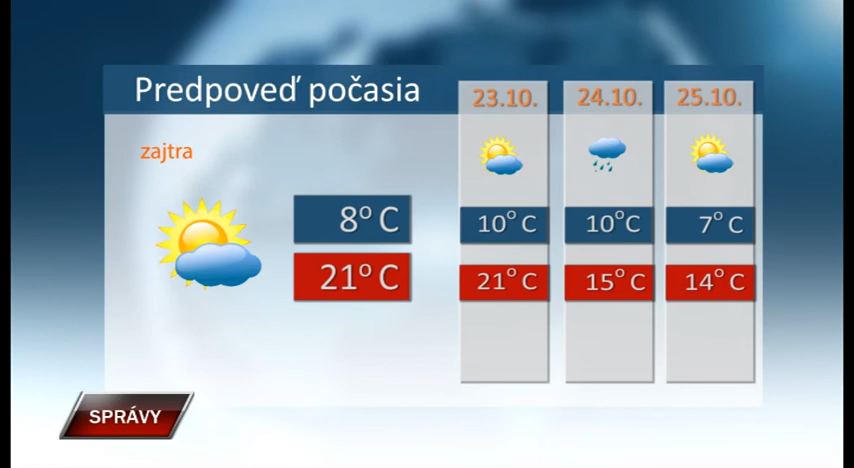 Predpoveď počasia
zajtra
8° C
21° C
23.10.
10° C
21° C
24.10.
10°C
15° C
25.10.
7° C
14° C
SPRÁVY